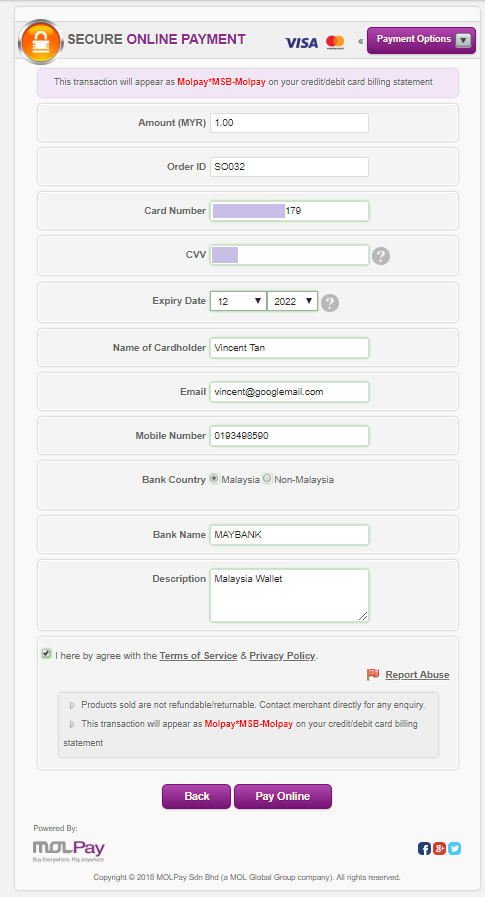 SECURE ONLINE PAYMENT
VISA mastercard « Payment Options
This transaction will appear as Molpay*MSB-Molpay on your credit/debit card billing statement
Amount (MYR) 1.00
Order ID SO032
Card Number 179
CVV ?
Expiry Date 12 2022 ?
Name of Cardholder Vincent Tan
Email vincent@googlemail.com
Mobile Number 0193498590
Bank Country Malaysia Non-Malaysia
Bank Name MAYBANK
Description Malaysia Wallet
I here by agree with the Terms of Service & Privacy Policy.
Report Abuse
Products sold are not refundable/returnable. Contact merchant directly for any enquiry.
This transaction will appear as Molpay*MSB-Molpay on your credit/debit card billing
statement
Back Pay Online
Powered By:
MOLPay
Buy Everywhere, Pay Anywhere
Copyright © 2018 MOLPay Sdn Bhd (a MOL Global Group company). All rights reserved.